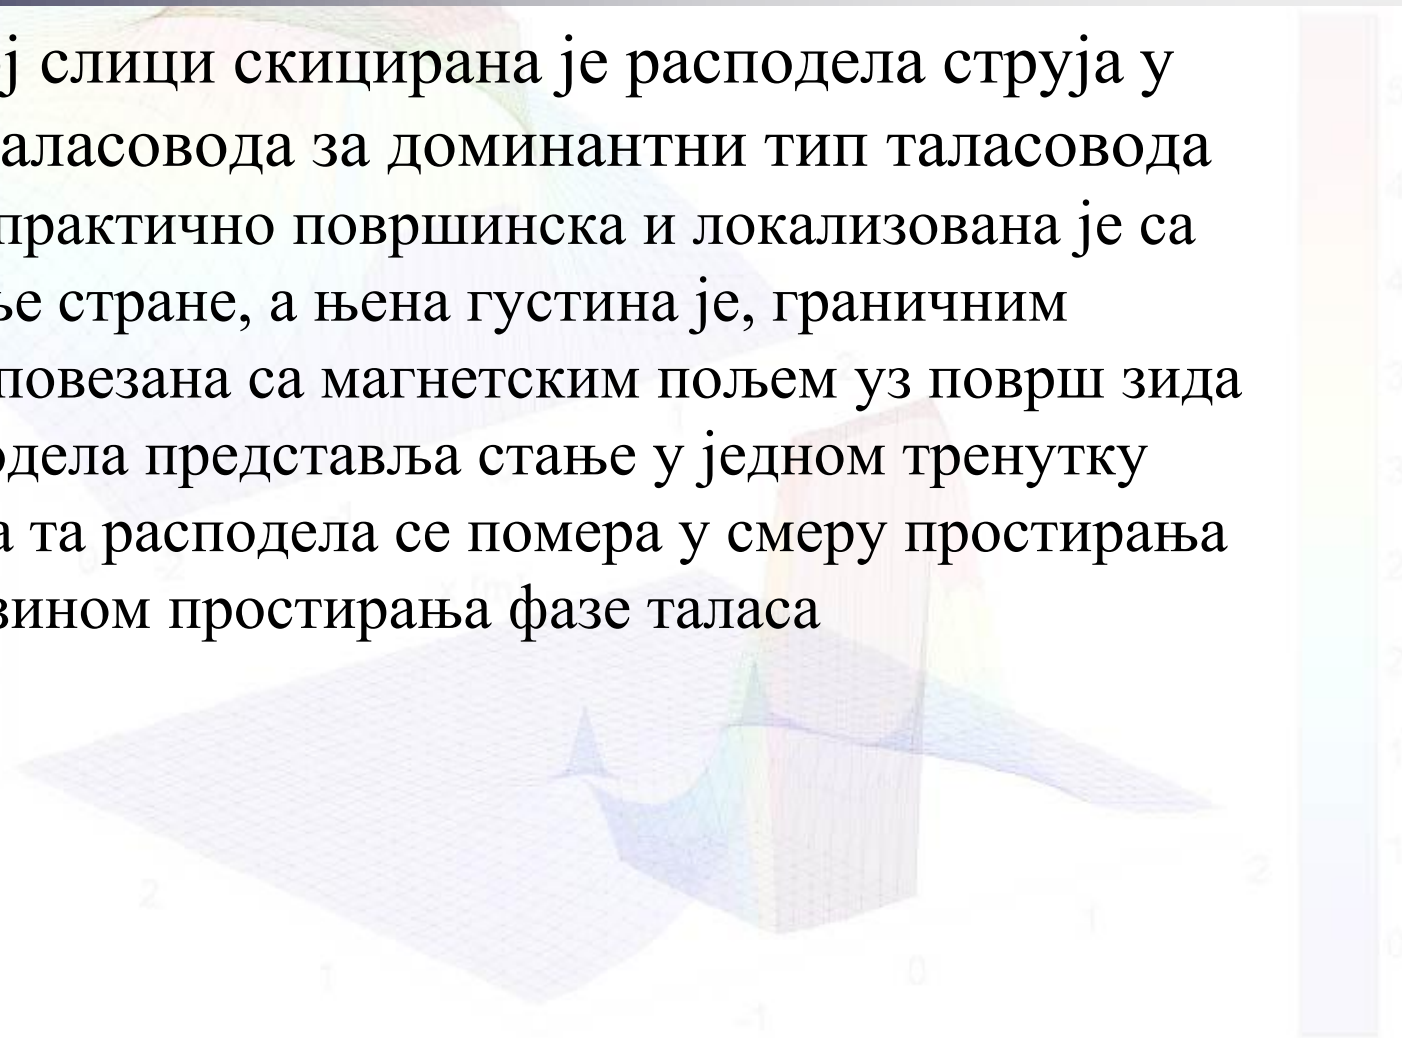 ј слици скицирана је расподела струја у
аласовода за доминантни тип таласовода
практично површинска и локализована је са
ње стране, а њена густина је, граничним
повезана са магнетским пољем уз површ зида
одела представља стање у једном тренутку
а та расподела се помера у смеру простирања
зином простирања фазе таласа